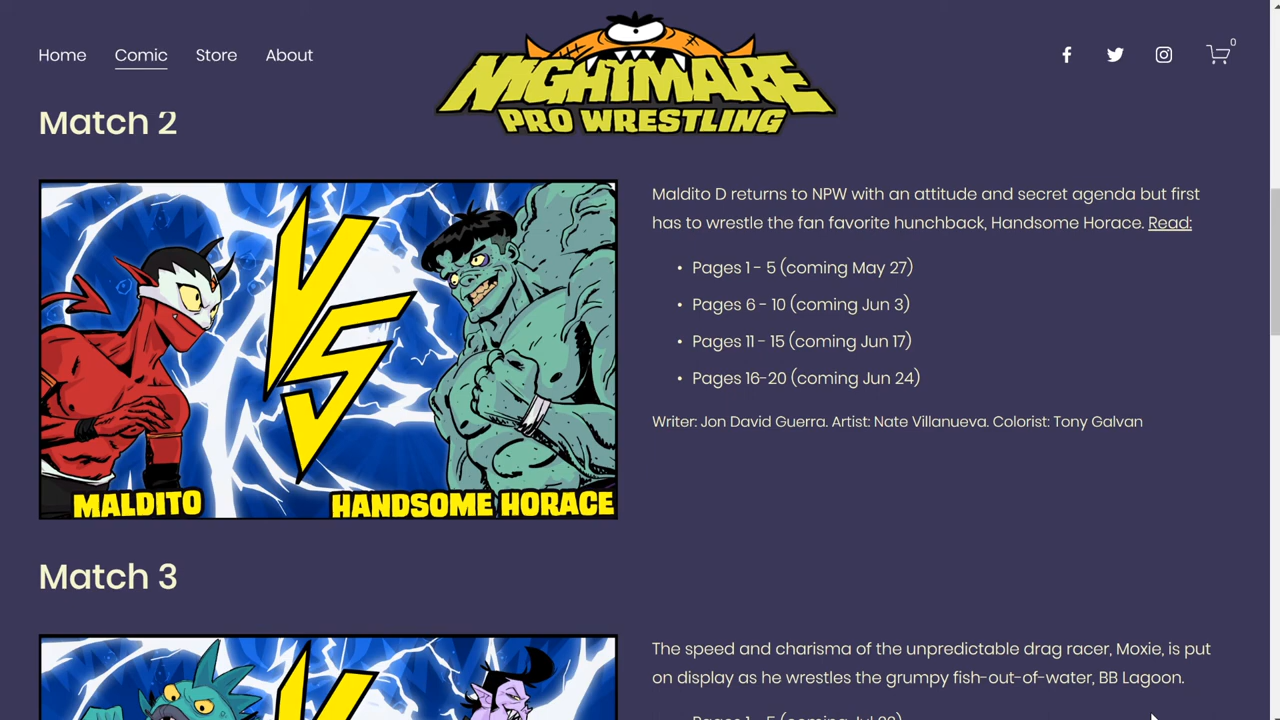 Home Comic Store About
NIGHTMARE
PRO WRESTLING
0
Match 2
VS
MALDITO
HANDSOME HORACE
Maldito D returns to NPW with an attitude and secret agenda but first
has to wrestle the fan favorite hunchback, Handsome Horace. Read:
• Pages 1 - 5 (coming May 27)
• Pages 6 - 10 (coming Jun 3)
• Pages 11 - 15 (coming Jun 17)
• Pages 16-20 (coming Jun 24)
Writer: Jon David Guerra. Artist: Nate Villanueva. Colorist: Tony Galvan
Match 3
The speed and charisma of the unpredictable drag racer, Moxie, is put
on display as he wrestles the grumpy fish-out-of-water, BB Lagoon.